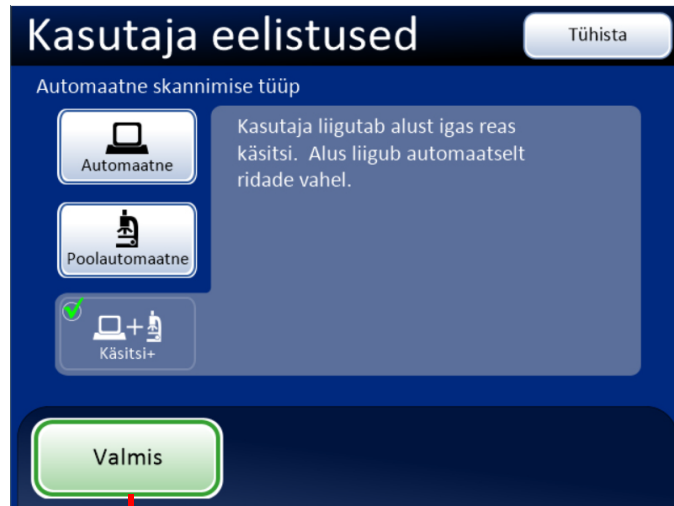 Kasutaja eelistused
Tühista
Automaatne skannimise tüüp
Automaatne
Kasutaja liigutab alust igas reas
käsitsi. Alus liigub automaatselt
ridade vahel.
Poolautomaatne
Käsitsi+
Valmis